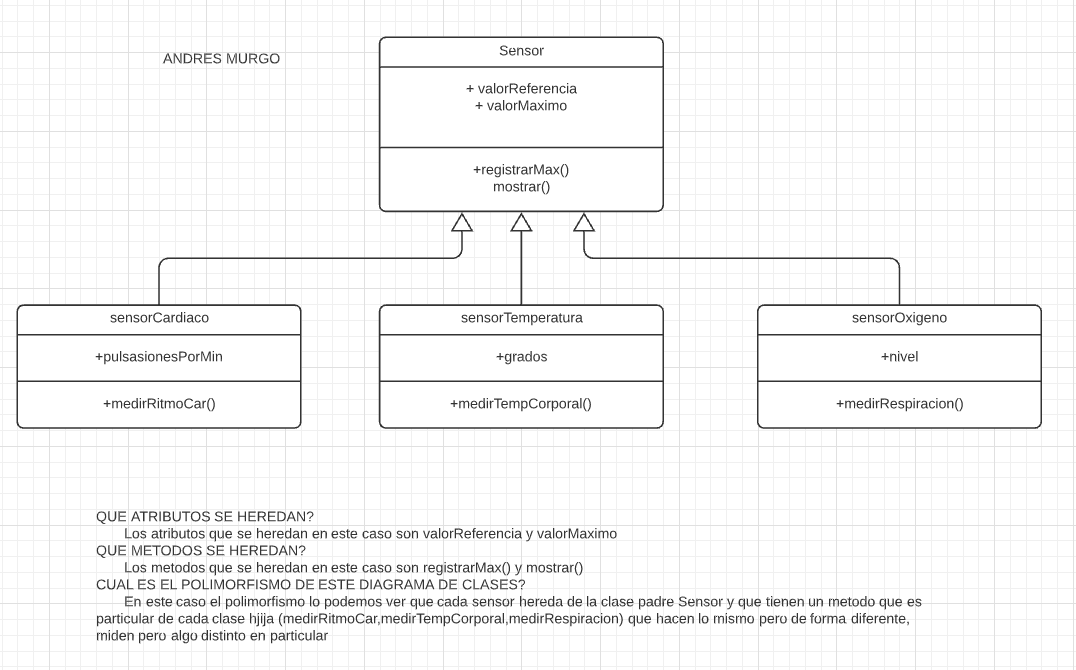 ANDRES MURGO
Sensor
+ valorReferencia
+ valorMaximo
+registrarMax()
mostrar()
sensorCardiaco
+pulsasionesPorMin
+medirRitmoCar()
sensorTemperatura
+grados
+medirTempCorporal()
sensorOxigeno
+nivel
+medirRespiracion()
QUE ATRIBUTOS SE HEREDAN?
Los atributos que se heredan en este caso son valorReferencia y valorMaximo
QUE METODOS SE HEREDAN?
Los metodos que se heredan en este caso son registrarMax() y mostrar()
CUAL ES EL POLIMORFISMO DE ESTE DIAGRAMA DE CLASES?
En este caso el polimorfismo lo podemos ver que cada sensor hereda de la clase padre Sensor y que tienen un metodo que es
particular de cada clase hjija (medirRitmoCar,medirTempCorporal,medirRespiracion) que hacen lo mismo pero de forma diferente,
miden pero algo distinto en particular